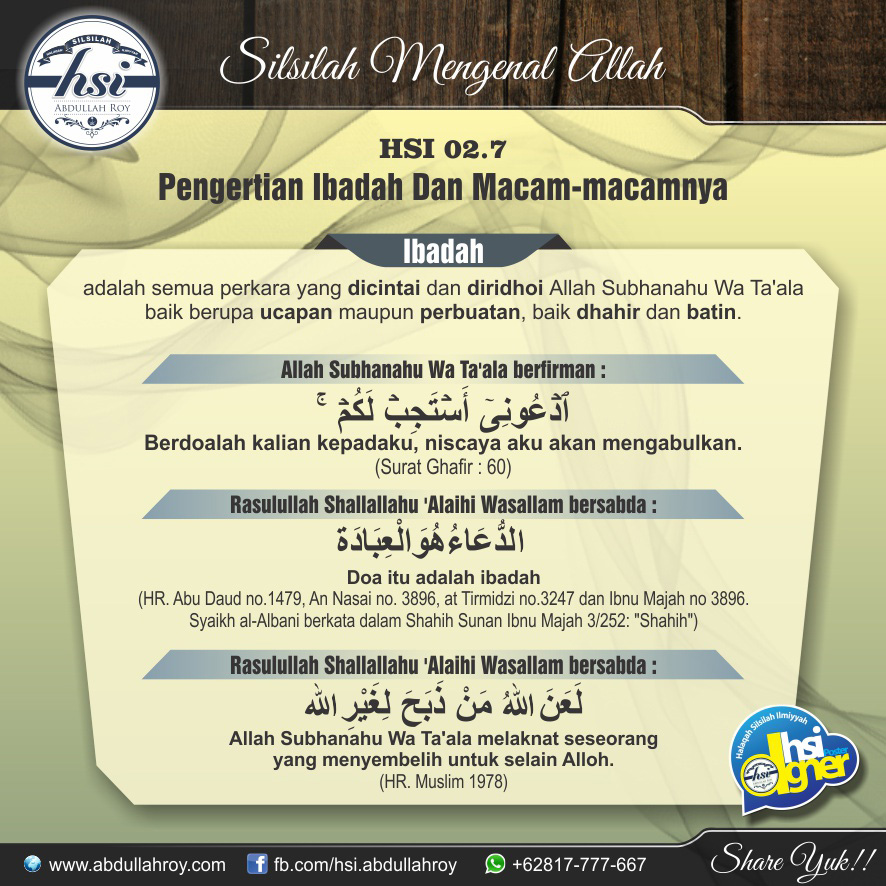 SILSILAH
hsi
ABDULLAH ROY
Silsilah Mengenal Allah
HSI 02.7
Pengertian Ibadah Dan Macam-macamnya
Ibadah
adalah semua perkara yang dicintai dan diridhoi Allah Subhanahu Wa Ta'ala
baik berupa ucapan maupun perbuatan, baik dhahir dan batin.
Allah Subhanahu Wa Ta'ala berfirman :
ٱدۡعُونِىٓ أَسۡتَجِبۡ لَكُمۡ ۚ
Berdoalah kalian kepadaku, niscaya aku akan mengabulkan.
(Surat Ghafir : 60)
Rasulullah Shallallahu 'Alaihi Wasallam bersabda :
الدُّعَاءُ هُوَ الْعِبَادَة
Doa itu adalah ibadah
(HR. Abu Daud no.1479, An Nasai no. 3896, at Tirmidzi no.3247 dan Ibnu Majah no 3896.
Syaikh al-Albani berkata dalam Shahih Sunan Ibnu Majah 3/252: "Shahih")
Rasulullah Shallallahu 'Alaihi Wasallam bersabda :
لَعَنَ اللهُ مَنْ ذَبَحَ لِغَيْرِ الله
Allah Subhanahu Wa Ta'ala melaknat seseorang
yang menyembelih untuk selain Alloh.
(HR. Muslim 1978)
Halaqah Silsilah Ilmiyyah
hsi
Poster
dsigner
hsi
www.abdullahroy.com
fb.com/hsi.abdullahroy
+62817-777-667
Share Yuk!!